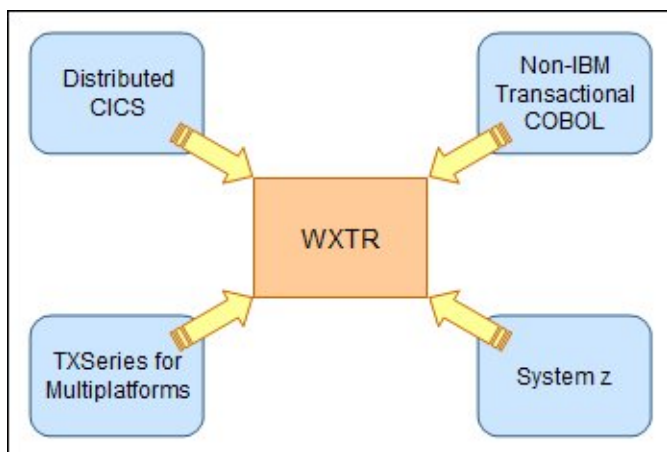 Distributed
CICS
Non-IBM
Transactional
COBOL
WXTR
TXSeries for
Multiplatforms
System z